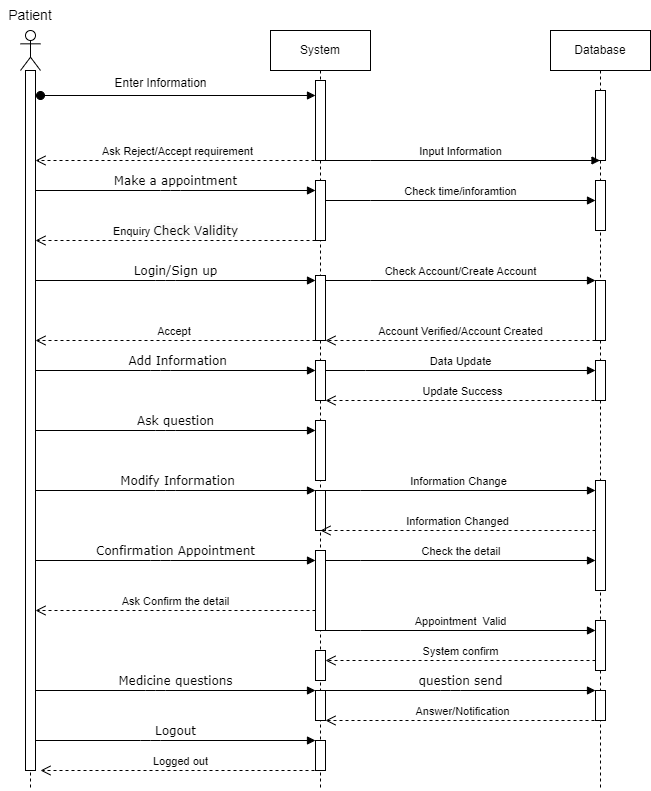 Patient
System
Database
Enter Information
Ask Reject/Accept requirement
Input Information
Make a appointment
Check time/inforamtion
Enquiry Check Validity
Login/Sign up
Check Account/Create Account
Accept
Account Verified/Account Created
Add Information
Data Update
Update Success
Ask question
Modify Information
Information Change
Information Changed
Confirmation Appointment
Check the detail
Ask Confirm the detail
Appointment Valid
System confirm
Medicine questions
question send
Answer/Notification
Logout
Logged out